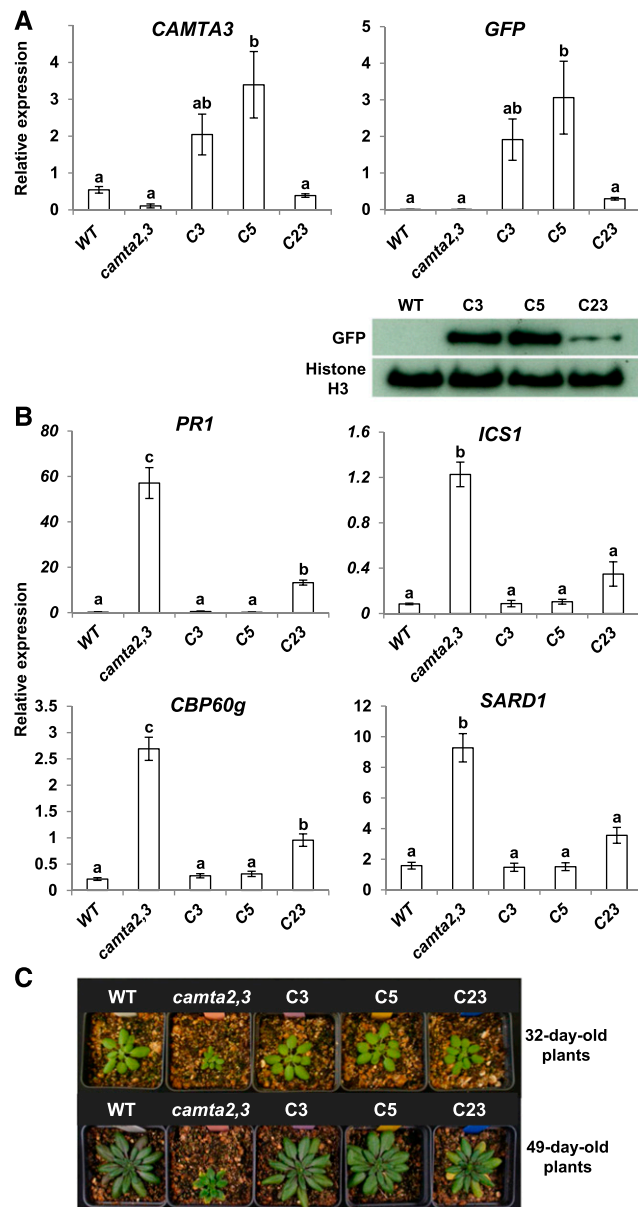 A
CAMTA3
GFP
Relative expression
5
4
3
2
1
0
a
a
ab
b
a
WT
camta2,3
C3
C5
C23
5
4
3
2
1
0
a
a
ab
b
a
WT
camta2,3
C3
C5
C23
WT C3 C5 C23
GFP
Histone
H3
B
PR1
ICS1
Relative expression
80
60
40
20
0
a
c
a
a
b
WT
camta2,3
C3
C5
C23
1.6
1.2
0.8
0.4
0
a
b
a
a
a
WT
camta2,3
C3
C5
C23
CBP60g
SARD1
3
2.5
2
1.5
1
0.5
0
a
c
a
a
b
WT
camta2,3
C3
C5
C23
12
10
8
6
4
2
0
a
b
a
a
a
WT
camta2,3
C3
C5
C23
C
WT camta2,3 C3 C5 C23
32-day-old
plants
WT camta2,3 C3 C5 C23
49-day-old
plants